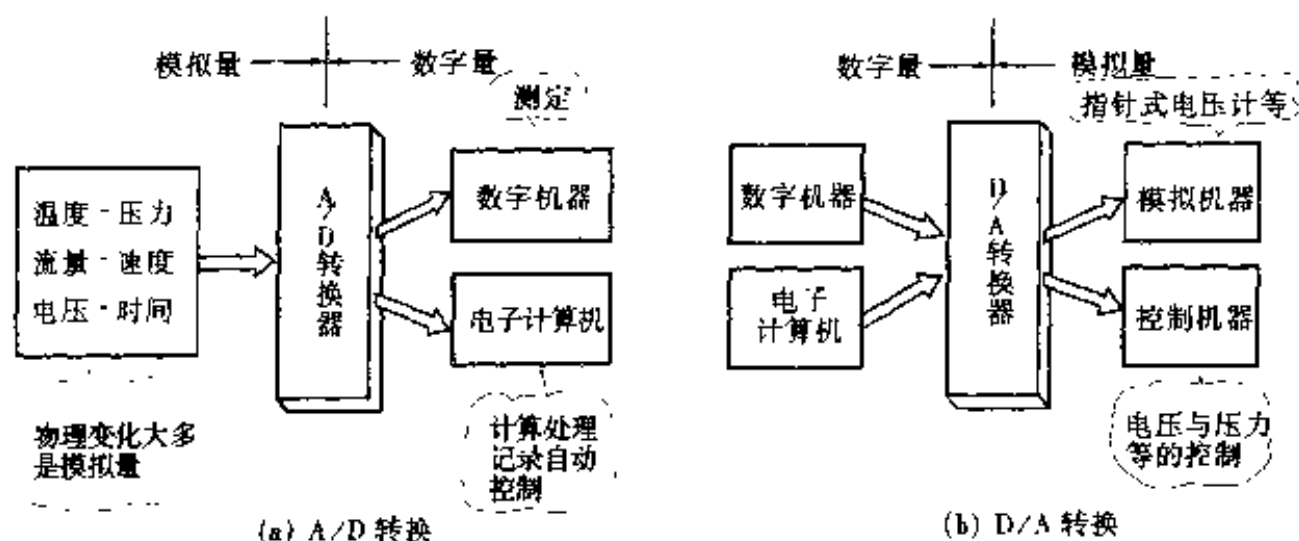 模拟量
数字量
测定
温度-压力
流量-速度
电压-时间
A/D转换器
数字机器
电子计算机
物理变化大多
是模拟量
计算处理
记录自动
控制
(a) A/D 转换
数字量
模拟量
指针式电压计等
数字机器
电子
计算机
D/A转换器
模拟机器
控制机器
电压与压力
等的控制
(b) D/A 转换